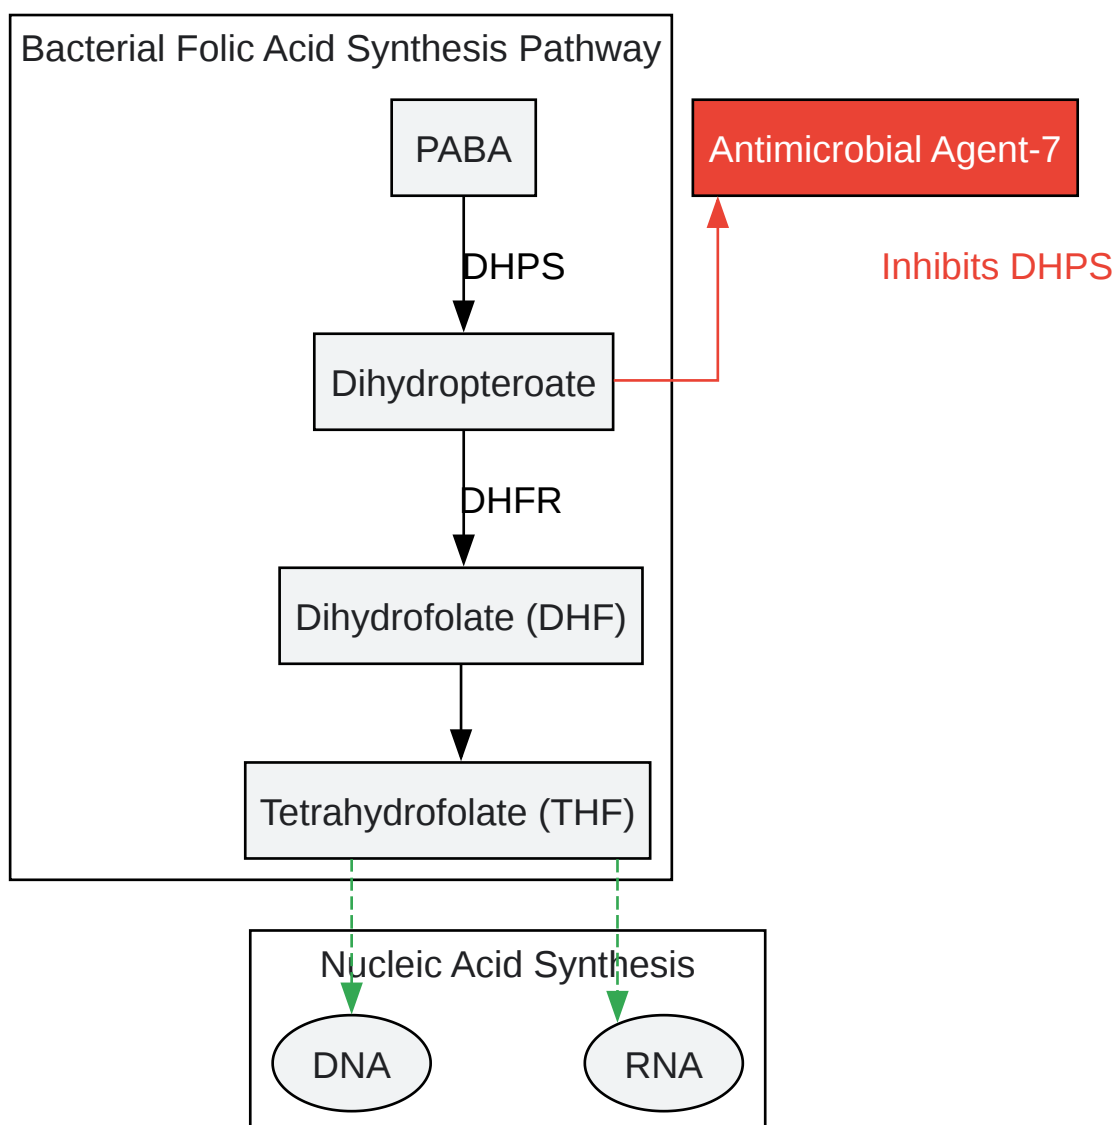 Bacterial Folic Acid Synthesis Pathway
PABA
Antimicrobial Agent-7
DHPS
Inhibits DHPS
Dihydropteroate
DHFR
Dihydrofolate (DHF)
Tetrahydrofolate (THF)
Nucleic Acid Synthesis
DNA
RNA